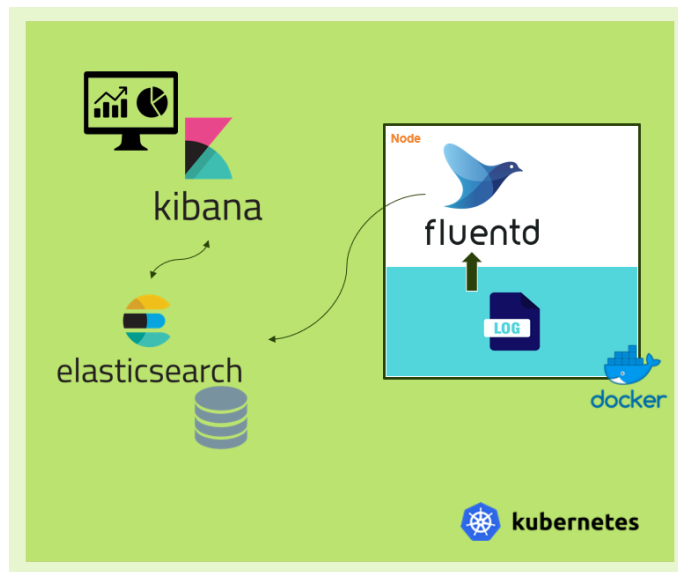 kibana
elasticsearch
Node
fluentd
LOG
docker
kubernetes